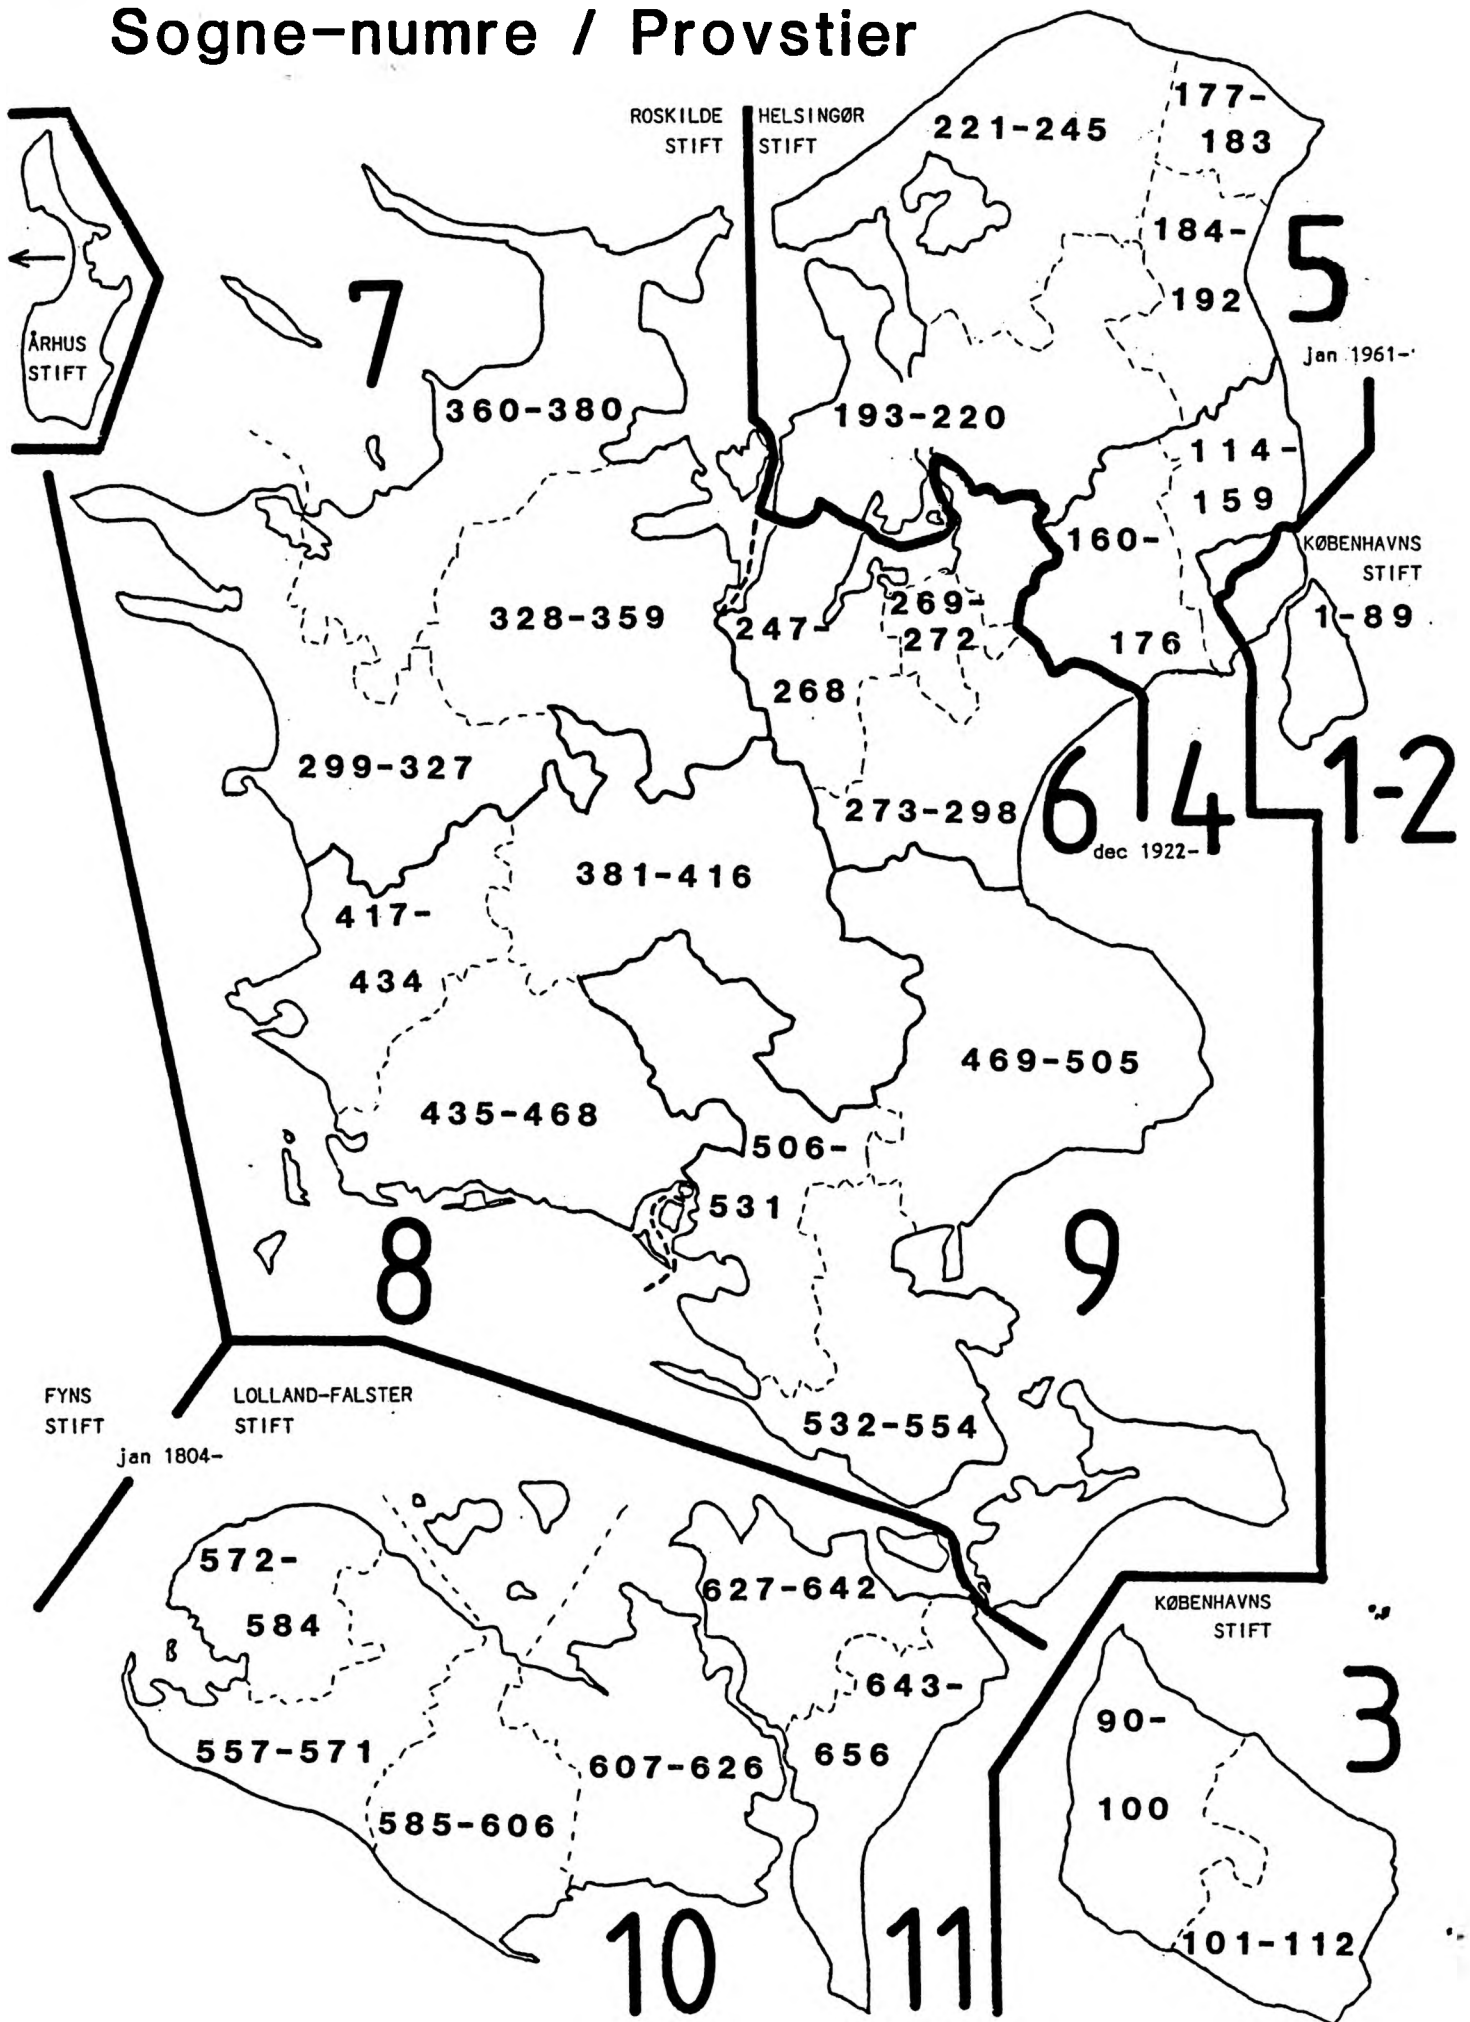 Sogne-numre / Provstier
ROSKILDE
STIFT
HELSINGØR
STIFT
221-245
177-
183
184-
192
5
jan 1961-
7
ÅRHUS
STIFT
360-380
193-220
114-
159
160-
176
KØBENHAVNS
STIFT
1-89
328-359
247-
268
269-
272
299-327
273-298
6
4
1-2
dec 1922-
381-416
417-
434
469-505
435-468
506-
531
8
9
FYNS
STIFT
LOLLAND-FALSTER
STIFT
jan 1804-
532-554
572-
584
627-642
KØBENHAVNS
STIFT
643-
656
3
90-
100
557-571
607-626
585-606
101-112
10
11